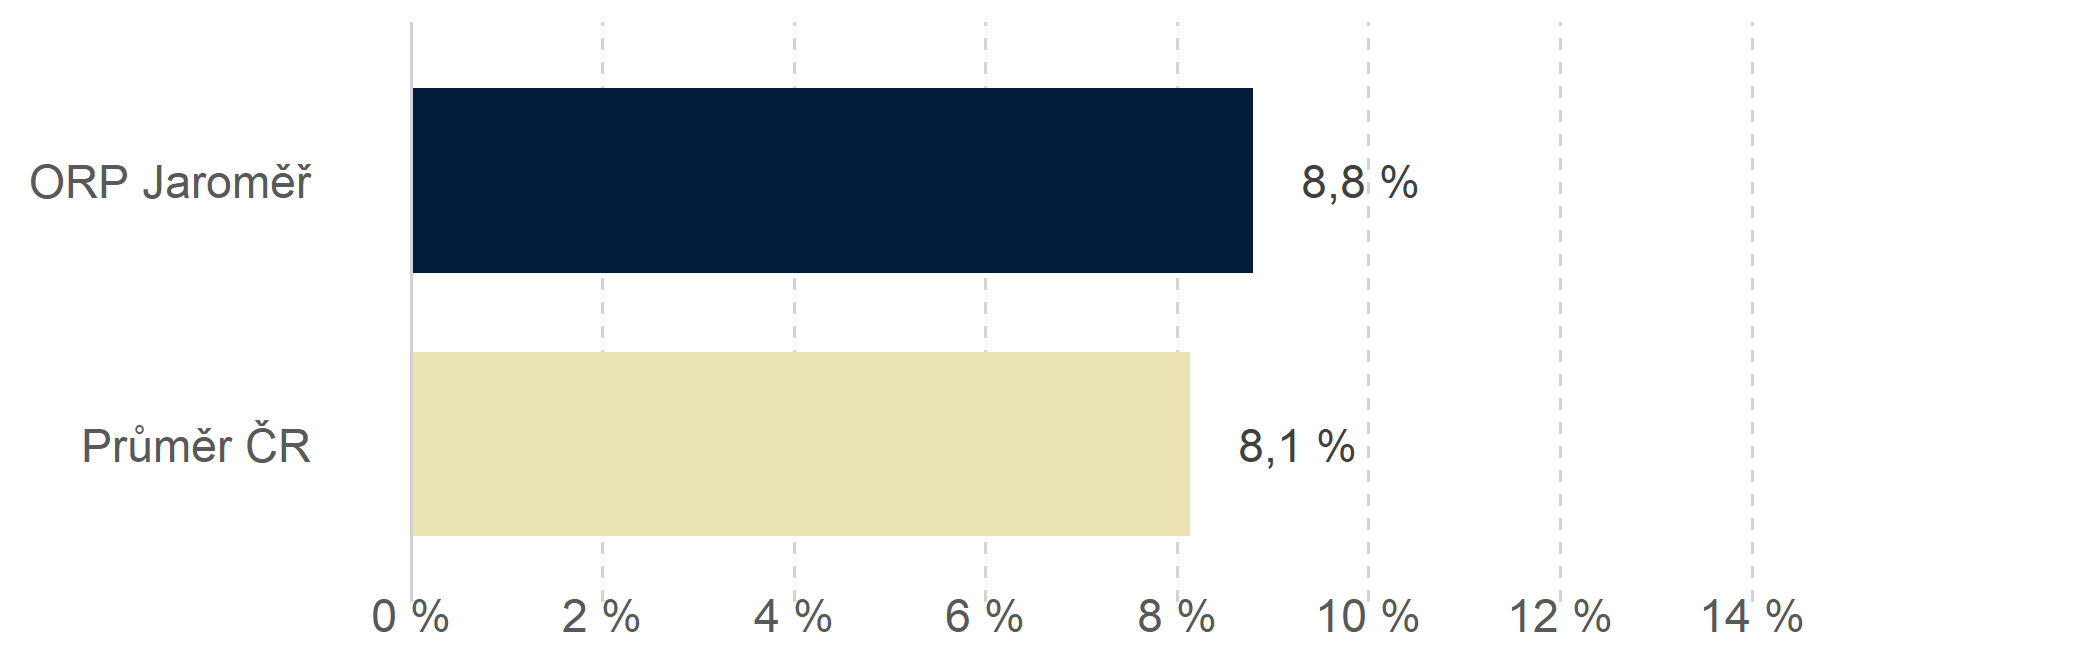 ORP Jaroměř
8,8 %
Průměr ČR
8,1 %
0 % 2 % 4 % 6 % 8 % 10 % 12 % 14 %